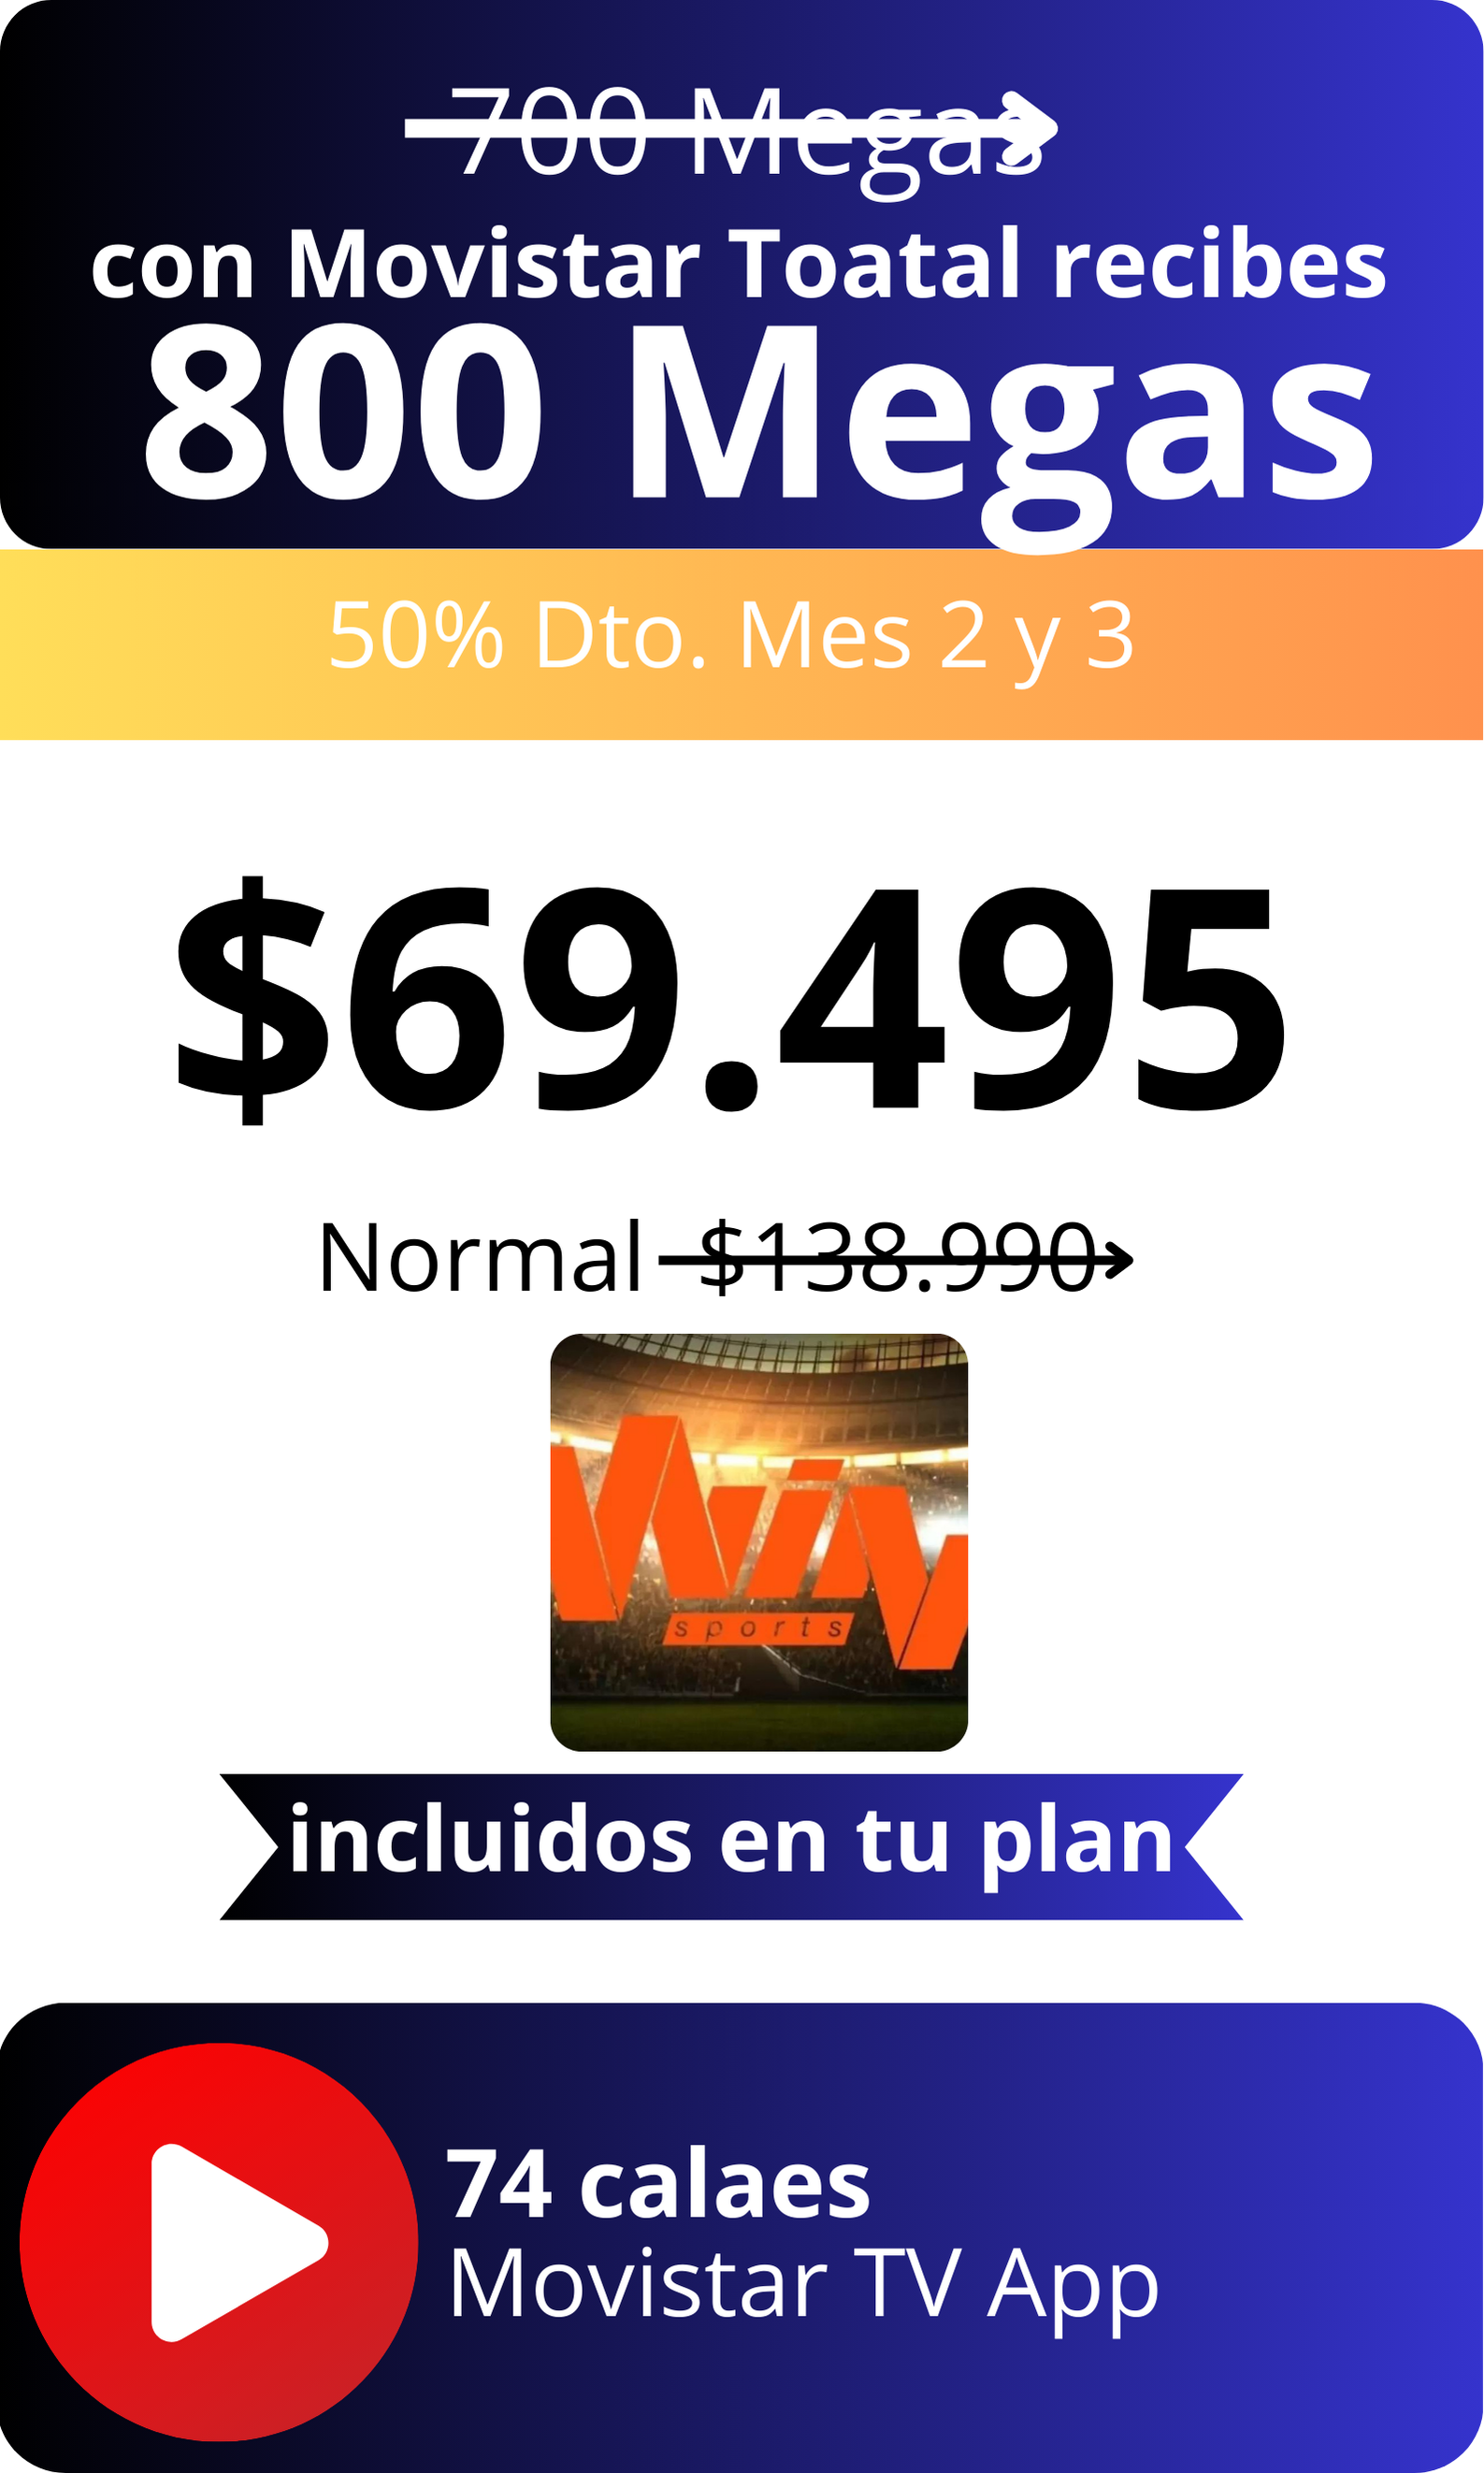 700 Megas
con Movistar Toatal recibes
800 Megas
50% Dto. Mes 2 y 3
$69.495
Normal $138.990
Win
sports
incluidos en tu plan
74 calaes
Movistar TV App